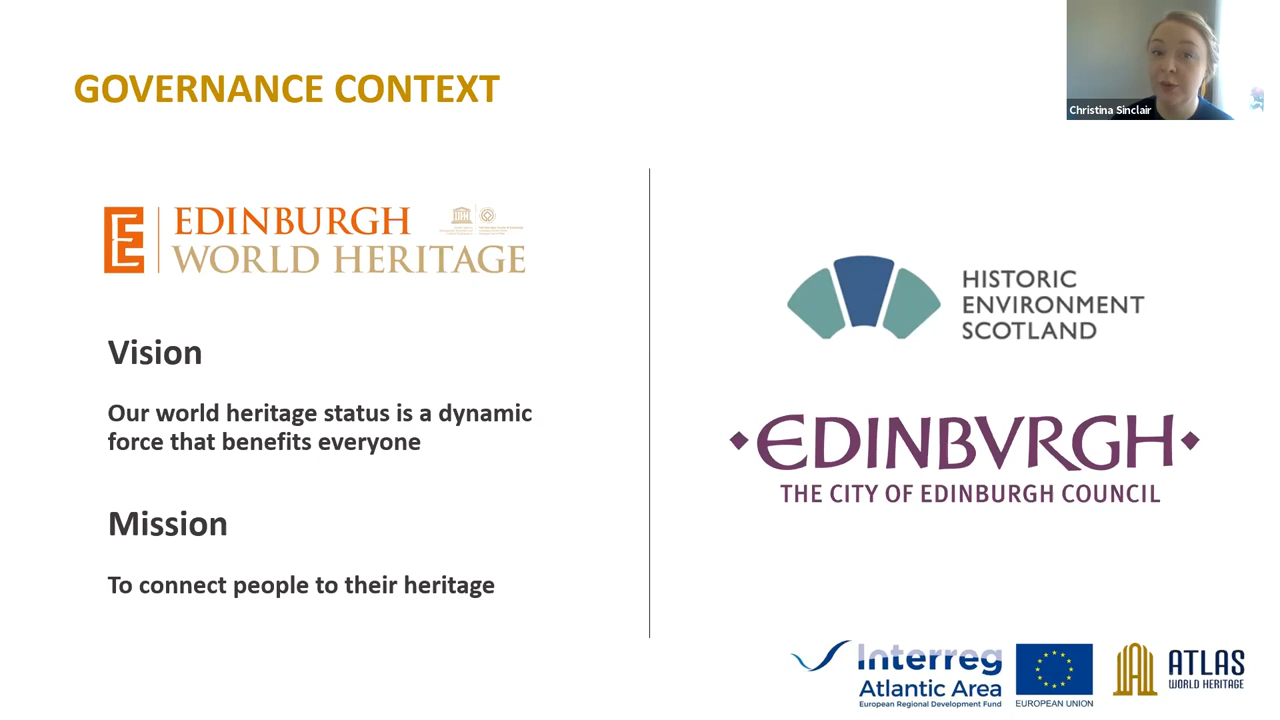 GOVERNANCE CONTEXT
Christina Sinclair
EDINBURGH
WORLD HERITAGE
Vision
Our world heritage status is a dynamic
force that benefits everyone
Mission
To connect people to their heritage
HISTORIC
ENVIRONMENT
SCOTLAND
EDINBVRGH
THE CITY OF EDINBURGH COUNCIL
Interreg
Atlantic Area
European Regional Development Fund
EUROPEAN UNION
ATLAS
WORLD HERITAGE